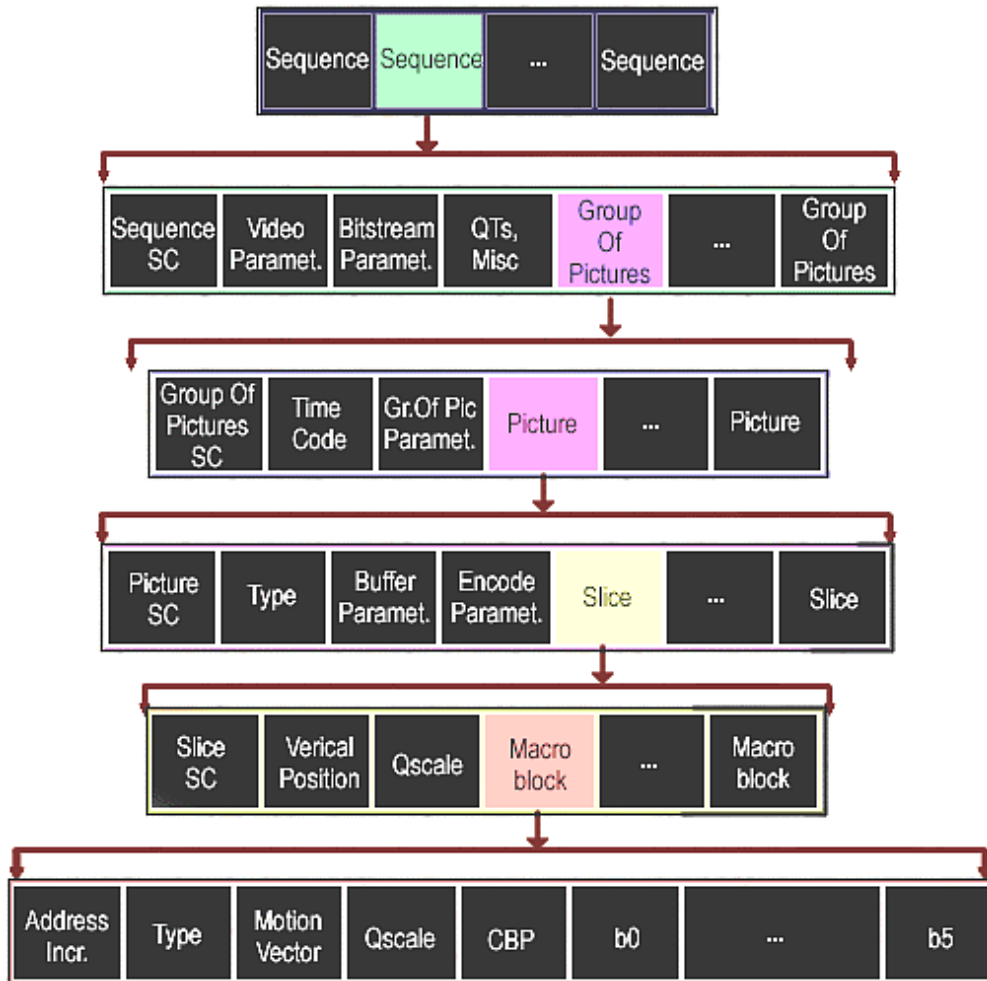 Sequence
Sequence
...
Sequence
Sequence
SC
Video
Paramet.
Bitstream
Paramet.
QTs,
Misc
Group
Of
Pictures
...
Group
Of
Pictures
Group Of
Pictures
SC
Time
Code
Gr.Of Pic
Paramet.
Picture
...
Picture
Picture
SC
Type
Buffer
Paramet.
Encode
Paramet.
Slice
...
Slice
Slice
SC
Verical
Position
Qscale
Macro
block
...
Macro
block
Address
Incr.
Type
Motion
Vector
Qscale
CBP
b0
...
b5